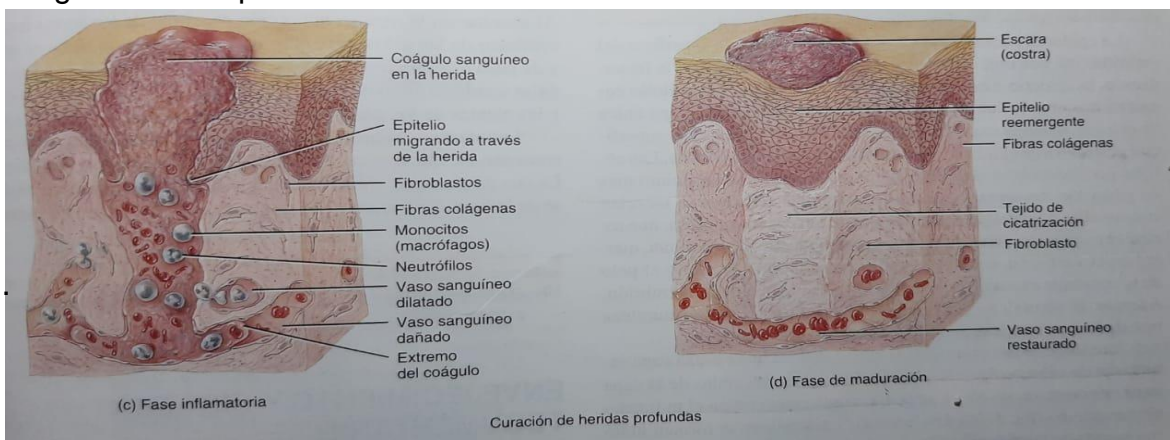 Coágulo sanguíneo
en la herida
Epitelio
migrando a través
de la herida
Fibroblastos
Fibras colágenas
Monocitos
(macrófagos)
Neutrófilos
Vaso sanguíneo
dilatado
Vaso sanguíneo
dañado
Extremo
del coágulo
(c) Fase inflamatoria
Escara
(costra)
Epitelio
reemergente
Fibras colágenas
Tejido de
cicatrización
Fibroblasto
Vaso sanguíneo
restaurado
(d) Fase de maduración
Curación de heridas profundas